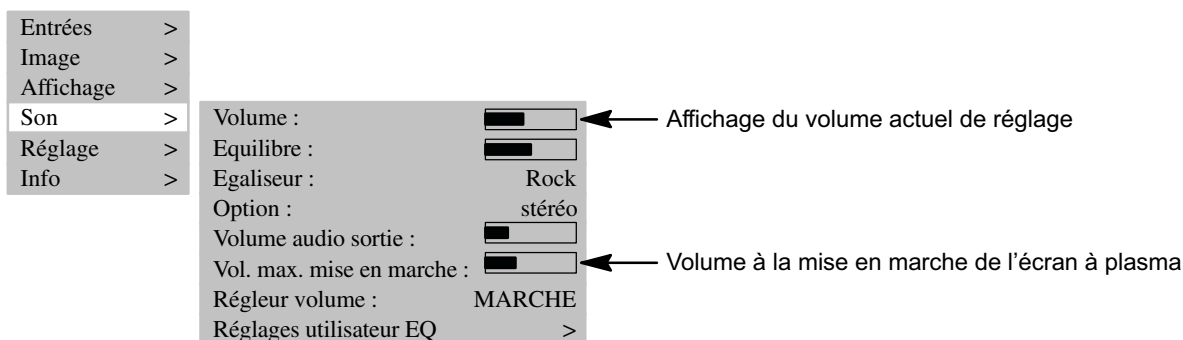 Entrées >
Image >
Affichage >
Son >
Réglage >
Info >
Volume :
Equilibre :
Egaliseur : Rock
Option : stéréo
Volume audio sortie :
Vol. max. mise en marche :
Régleur volume : MARCHE
Réglages utilisateur EQ >
Affichage du volume actuel de réglage
Volume à la mise en marche de l’écran à plasma